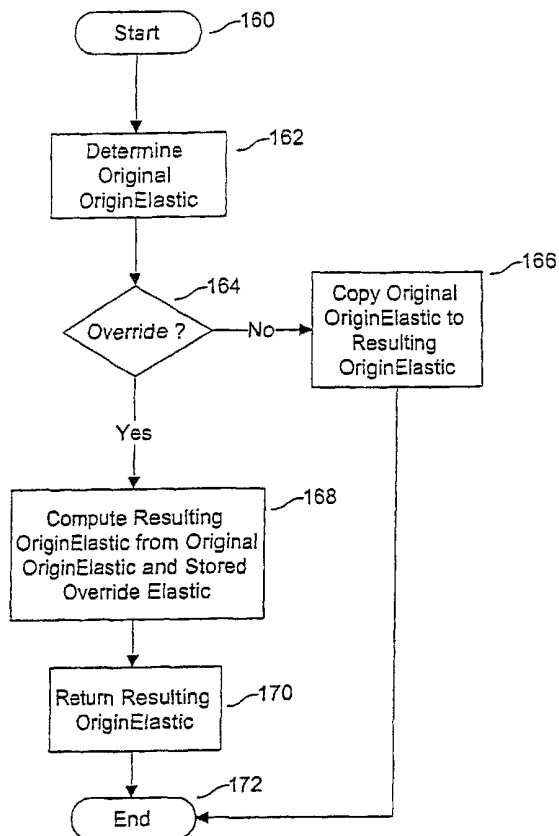 Start
160
Determine
Original
OriginElastic
162
Override ?
164
No
Copy Original
OriginElastic to
Resulting
OriginElastic
166
Yes
Compute Resulting
OriginElastic from Original
OriginElastic and Stored
Override Elastic
168
Return Resulting
OriginElastic
170
End
172